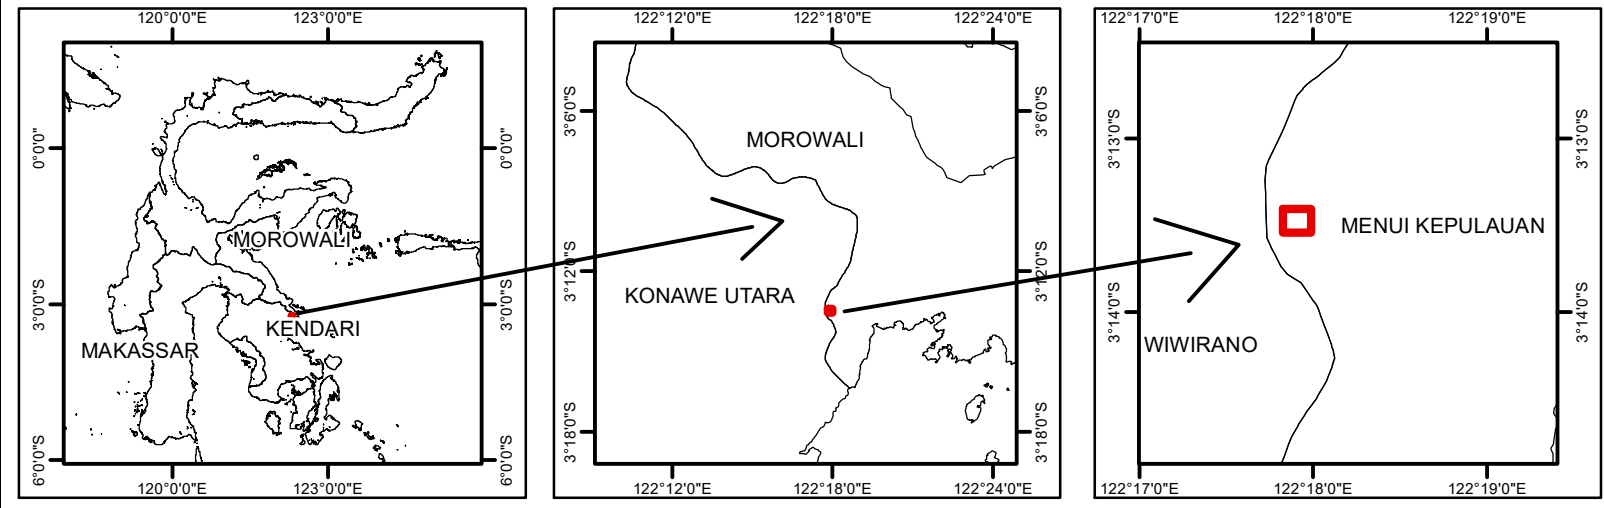 120°0'0"E 123°0'0"E
0°0'0"
0°0'0"
MOROWALI
3°0'0"S
3°0'0"S
KENDARI
MAKASSAR
6°0'0"S
6°0'0"S
120°0'0"E 123°0'0"E
122°12'0"E 122°18'0"E 122°24'0"E
3°6'0"S
3°6'0"S
MOROWALI
3°12'0"S
3°12'0"S
KONAWE UTARA
3°18'0"S
3°18'0"S
122°12'0"E 122°18'0"E 122°24'0"E
122°17'0"E 122°18'0"E 122°19'0"E
3°13'0"S
3°13'0"S
MENUI KEPULAUAN
3°14'0"S
3°14'0"S
WIWIRANO
122°17'0"E 122°18'0"E 122°19'0"E